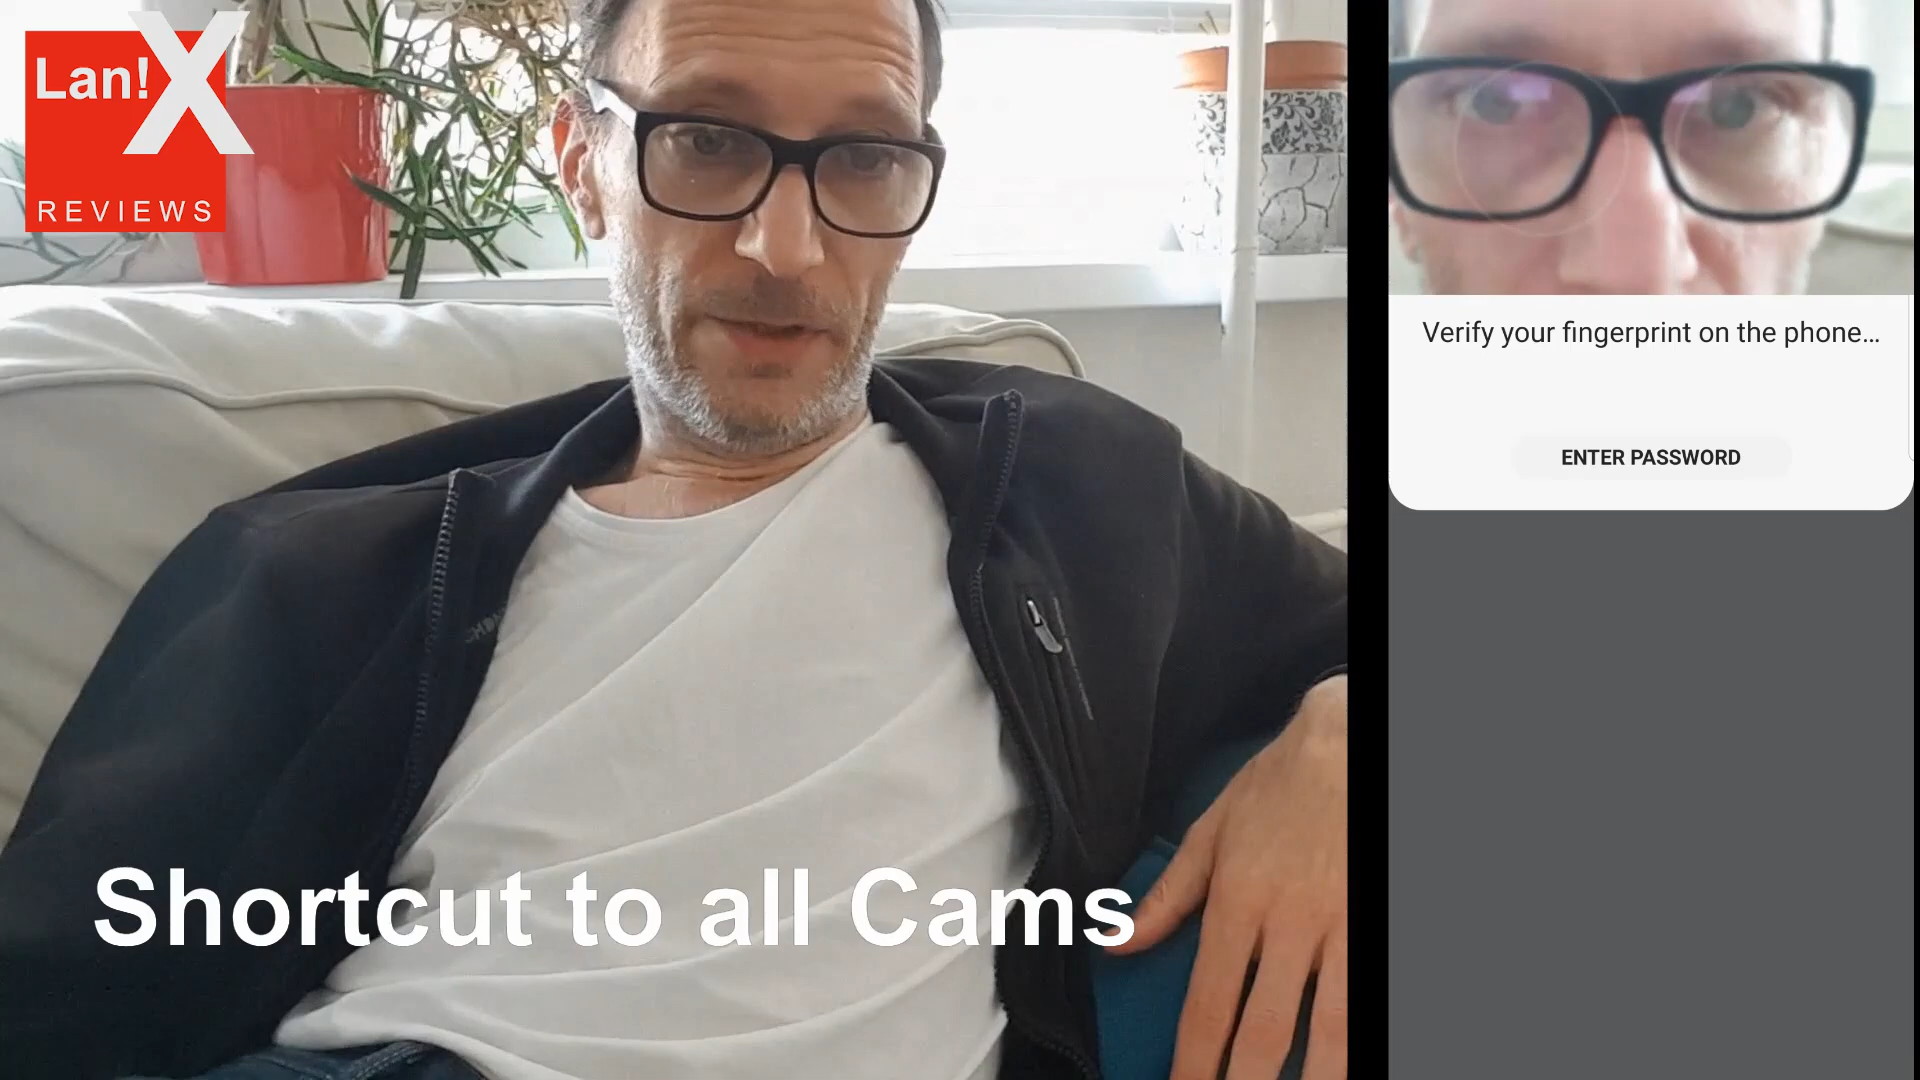 Lan!X
REVIEWS
Verify your fingerprint on the phone...
ENTER PASSWORD
Shortcut to all Cams